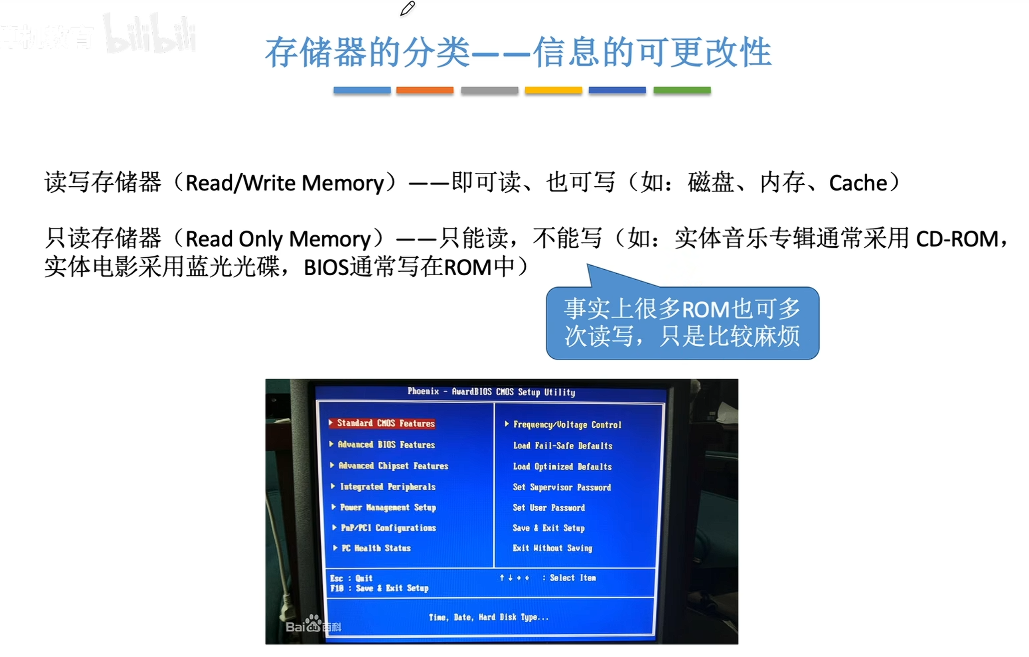 bilibili
存储器的分类——信息的可更改性
读写存储器（Read/Write Memory）——即可读、也可写（如：磁盘、内存、Cache）
只读存储器（Read Only Memory）——只能读，不能写（如：实体音乐专辑通常采用 CD-ROM，
实体电影采用蓝光光碟，BIOS通常写在ROM中）
事实上很多ROM也可多
次读写，只是比较麻烦
Phoenix - AwardBIOS CMOS Setup Utility
Standard CMOS Features
Advanced BIOS Features
Advanced Chipset Features
Integrated Peripherals
Power Management Setup
PnP/PCI Configurations
PC Health Status
Frequency/Voltage Control
Load Fail-Safe Defaults
Load Optimized Defaults
Set Supervisor Password
Set User Password
Save & Exit Setup
Exit Without Saving
Esc : Quit
F10 : Save & Exit Setup
↑ ↓ → ← : Select Item
Time, Date, Hard Disk Type...
Baidu百科